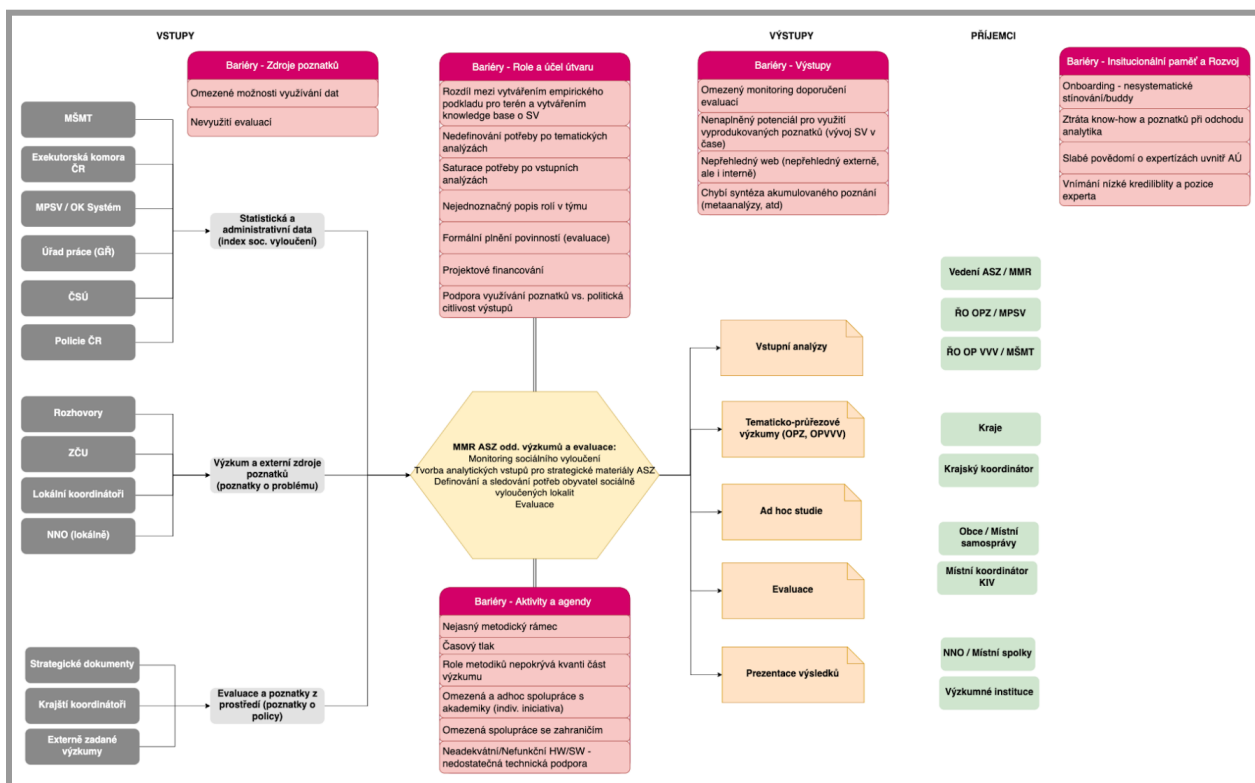 VSTUPY
VÝSTUPY
PŘÍJEMCI
Bariéry - Zdroje poznatků
Omezené možnosti využívání dat
Nevyužití evaluací
MŠMT
Exekutorská komora
ČR
MPSV / OK Systém
Úřad práce (GŘ)
ČSÚ
Policie ČR
Statistická a
administrativní data
(index soc. vyloučení)
Rozhovory
ZČU
Lokální koordinátoři
NNO (lokálně)
Výzkum a externí zdroje
poznatků
(poznatky o problému)
Strategické dokumenty
Krajští koordinátoři
Externě zadané
výzkumy
Evaluace a poznatky z
prostředí (poznatky o
policy)
Bariéry - Role a účel útvaru
Rozdíl mezi vytvářením empirického
podkladu pro terén a vytvářením
knowledge base o SV
Nedefinování potřeby po tematických
analýzách
Saturace potřeby po vstupních
analýzách
Nejednoznačný popis rolí v týmu
Formální plnění povinností (evaluace)
Projektové financování
Podpora využívání poznatků vs. politická
citlivost výstupů
MMR ASZ odd. výzkumů a evaluace:
Monitoring sociálního vyloučení
Tvorba analytických vstupů pro strategické materiály ASZ
Definování a sledování potřeb obyvatel sociálně
vyloučených lokalit
Evaluace
Bariéry - Aktivity a agendy
Nejasný metodický rámec
Časový tlak
Role metodiků nepokrývá kvanti část
výzkumu
Omezená a adhoc spolupráce s
akademiky (indiv. iniciativa)
Omezená spolupráce se zahraničím
Neadekvátní/Nefunkční HW/SW -
nedostatečná technická podpora
Bariéry - Výstupy
Omezený monitoring doporučení
evaluací
Nenaplněný potenciál pro využití
vyprodukovaných poznatků (vývoj SV v
čase)
Nepřehledný web (nepřehledný externě,
ale i interně)
Chybí syntéza akumulovaného poznání
(metaanalýzy, atd)
Vstupní analýzy
Tematicko-průřezové
výzkumy (OPZ, OPVVV)
Ad hoc studie
Evaluace
Prezentace výsledků
Vedení ASZ / MMR
ŘO OPZ / MPSV
ŘO OP VVV / MŠMT
Kraje
Krajský koordinátor
Obce / Místní
samosprávy
Místní koordinátor
KIV
NNO / Místní spolky
Výzkumné instituce
Bariéry - Insitucionální paměť a Rozvoj
Onboarding - nesystematické
stínování/buddy
Ztráta know-how a poznatků při odchodu
analytika
Slabé povědomí o expertízách uvnitř AÚ
Vnímání nízké krediliblity a pozice
experta